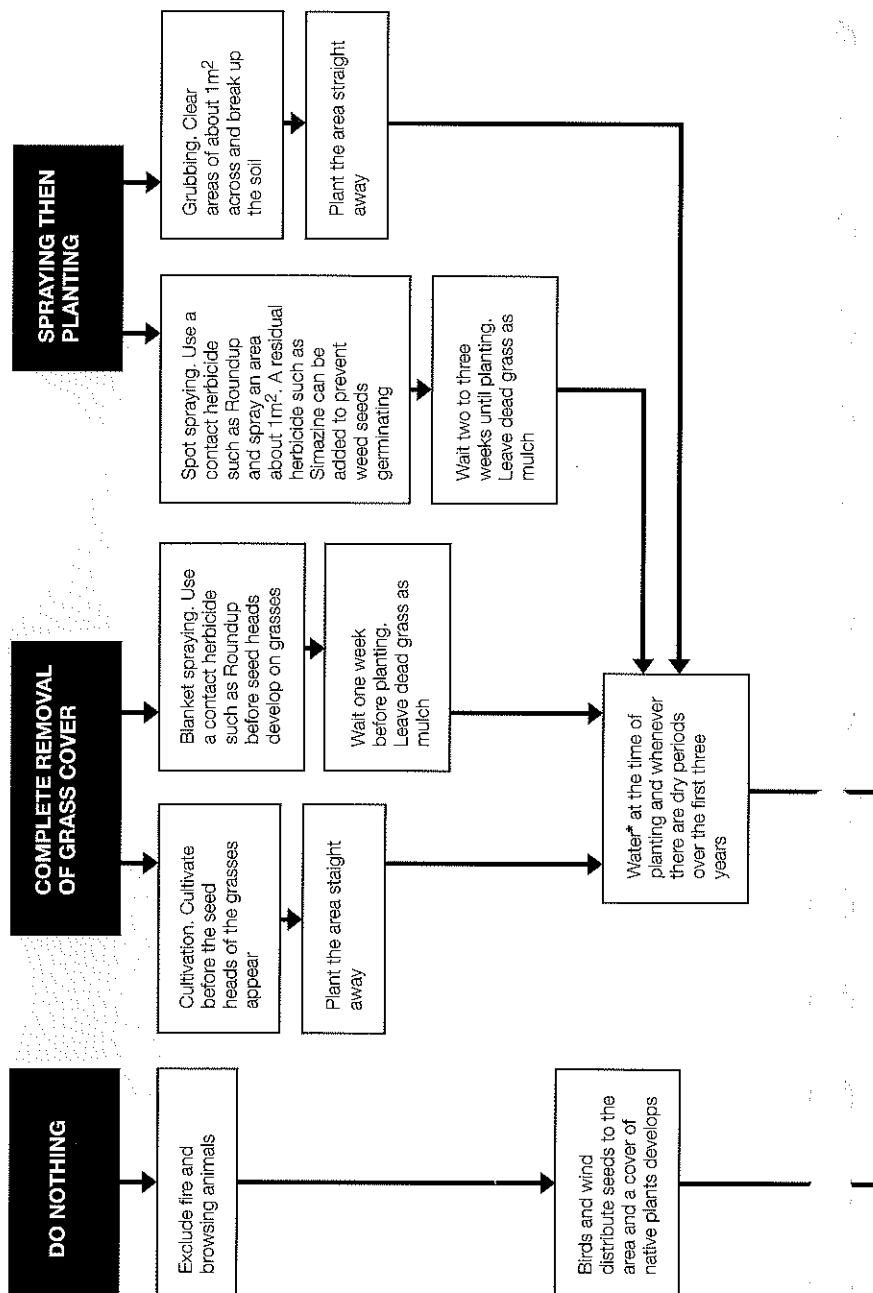 DO NOTHING
Exclude fire and
browsing animals
Birds and wind
distribute seeds to the
area and a cover of
native plants develops
COMPLETE REMOVAL
OF GRASS COVER
Cultivation. Cultivate
before the seed
heads of the grasses
appear
Plant the area staight
away
Blanket spraying. Use
a contact herbicide
such as Roundup
before seed heads
develop on grasses
Wait one week
before planting.
Leave dead grass as
mulch
SPRAYING THEN
PLANTING
Spot spraying. Use a
contact herbicide
such as Roundup
and spray an area
about 1m². A residual
herbicide such as
Simazine can be
added to prevent
weed seeds
germinating
Wait two to three
weeks until planting.
Leave dead grass as
mulch
Grubbing. Clear
areas of about 1m²
across and break up
the soil
Plant the area straight
away
Water* at the time of
planting and whenever
there are dry periods
over the first three
years